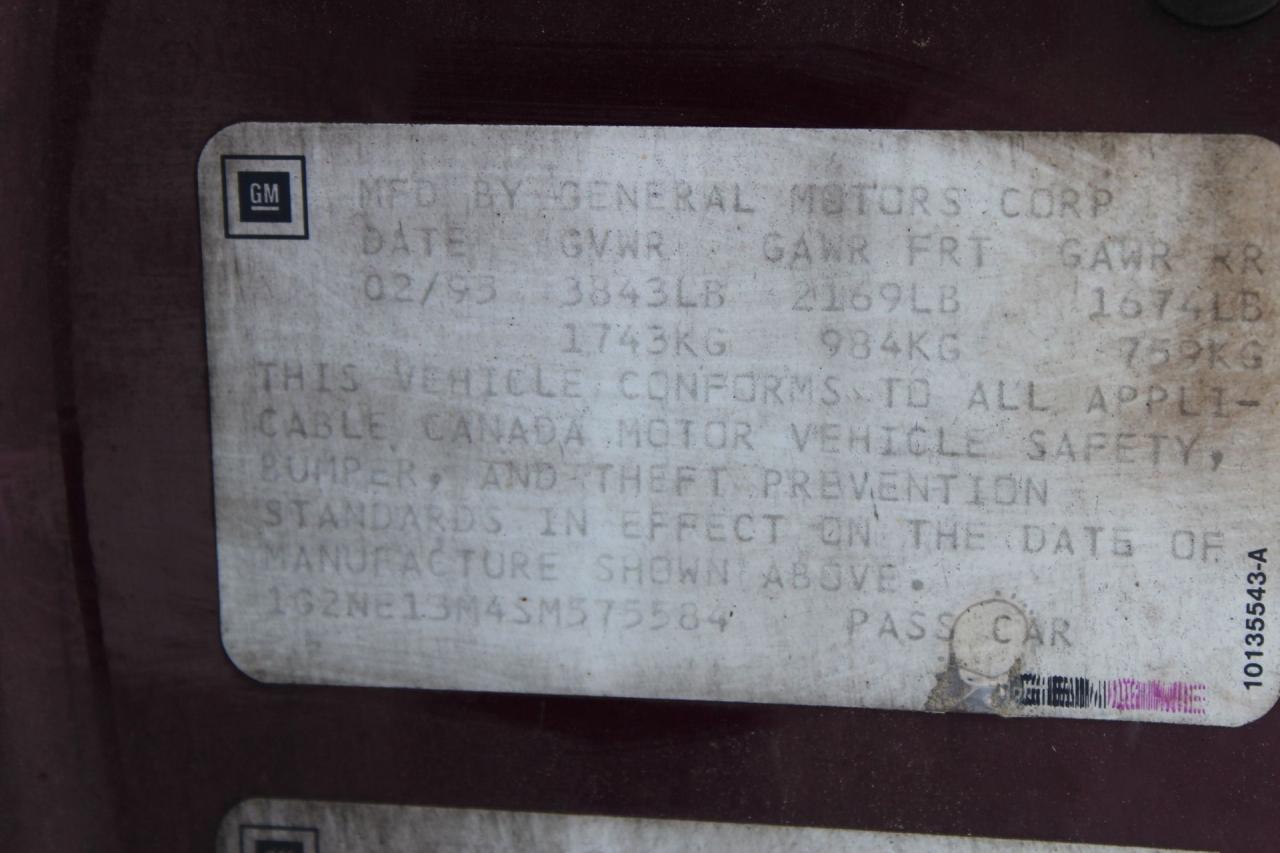 GM
MFD BY GENERAL MOTORS CORP
DATE GVWR GAWR FRT GAWR RR
02/95 3843LB 2169LB 1674LB
1743KG 984KG 759KG
THIS VEHICLE CONFORMS TO ALL APPLI-
CABLE CANADA MOTOR VEHICLE SAFETY,
BUMPER, AND THEFT PREVENTION
STANDARDS IN EFFECT ON THE DATE OF
MANUFACTURE SHOWN ABOVE.
1G2NE13M4SM575584 PASS CAR
10135543-A